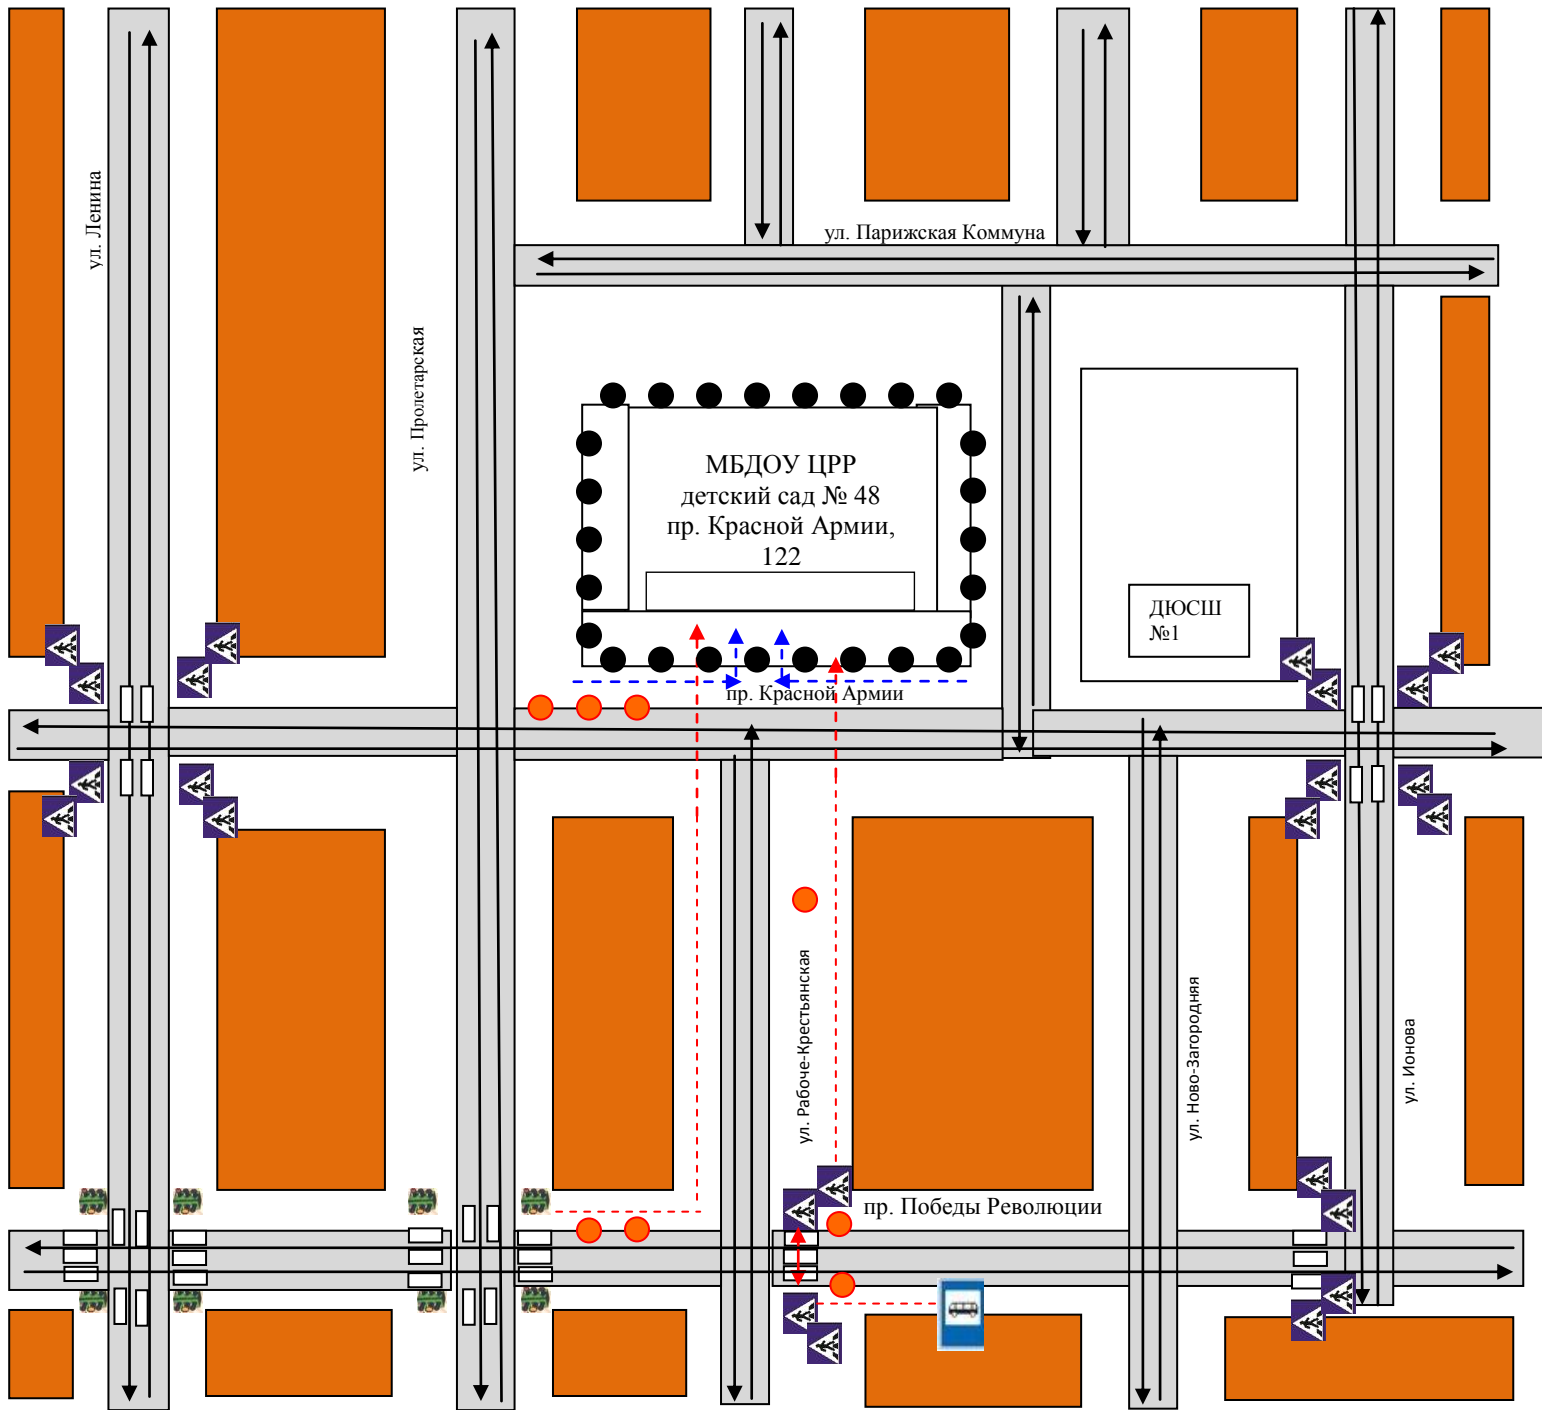 ул. Ленина
ул. Парижская Коммуна
ул. Пролетарская
МБДОУ ЦРР
детский сад № 48
пр. Красной Армии,
122
ДЮСШ
№1
пр. Красной Армии
ул. Рабоче-Крестьянская
ул. Ново-Загородняя
ул. Ионова
пр. Победы Революции